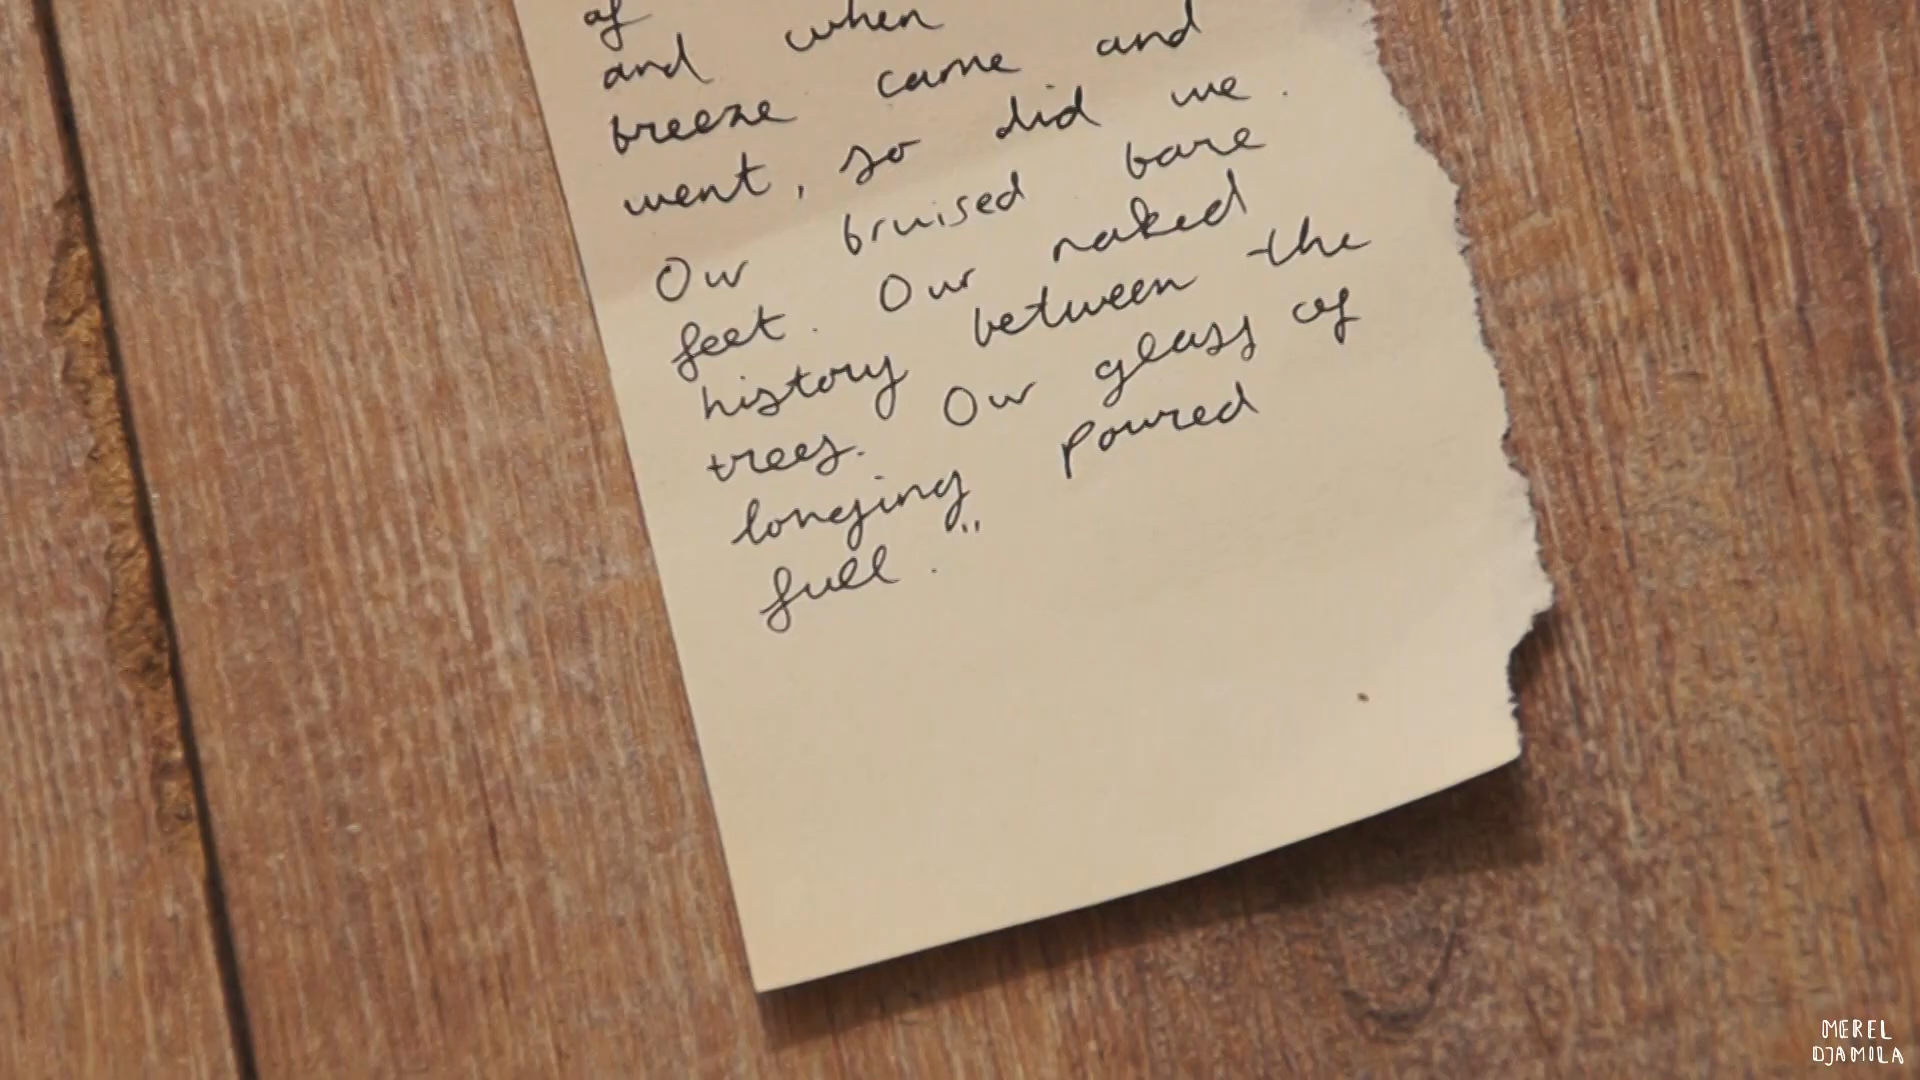 of
and when
breeze came and
went, so did we.
Our bruised bare
feet. Our naked
history between the
trees. Our glass of
longing poured
full."
MEREL
DJAMILA